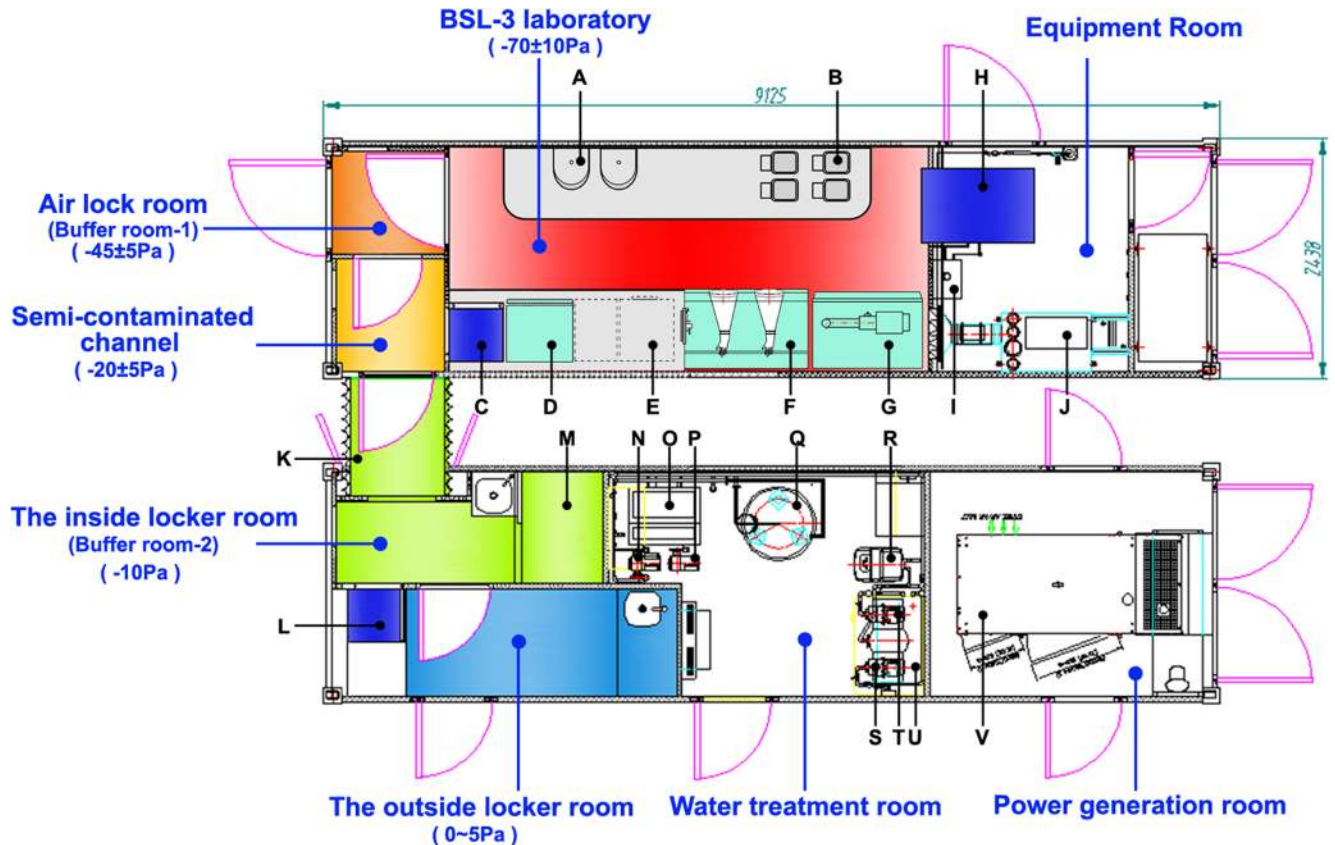 BSL-3 laboratory
( -70±10Pa)
Equipment Room
A
B
H
9125
2438
Air lock room
(Buffer room-1)
( -45±5Pa)
Semi-contaminated
channel
( -20±5Pa)
C
D
E
F
G
I
J
K
M
N
O
P
Q
R
The inside locker room
(Buffer room-2)
( -10Pa)
L
S
T
U
V
The outside locker room
( 0~5Pa)
Water treatment room
Power generation room